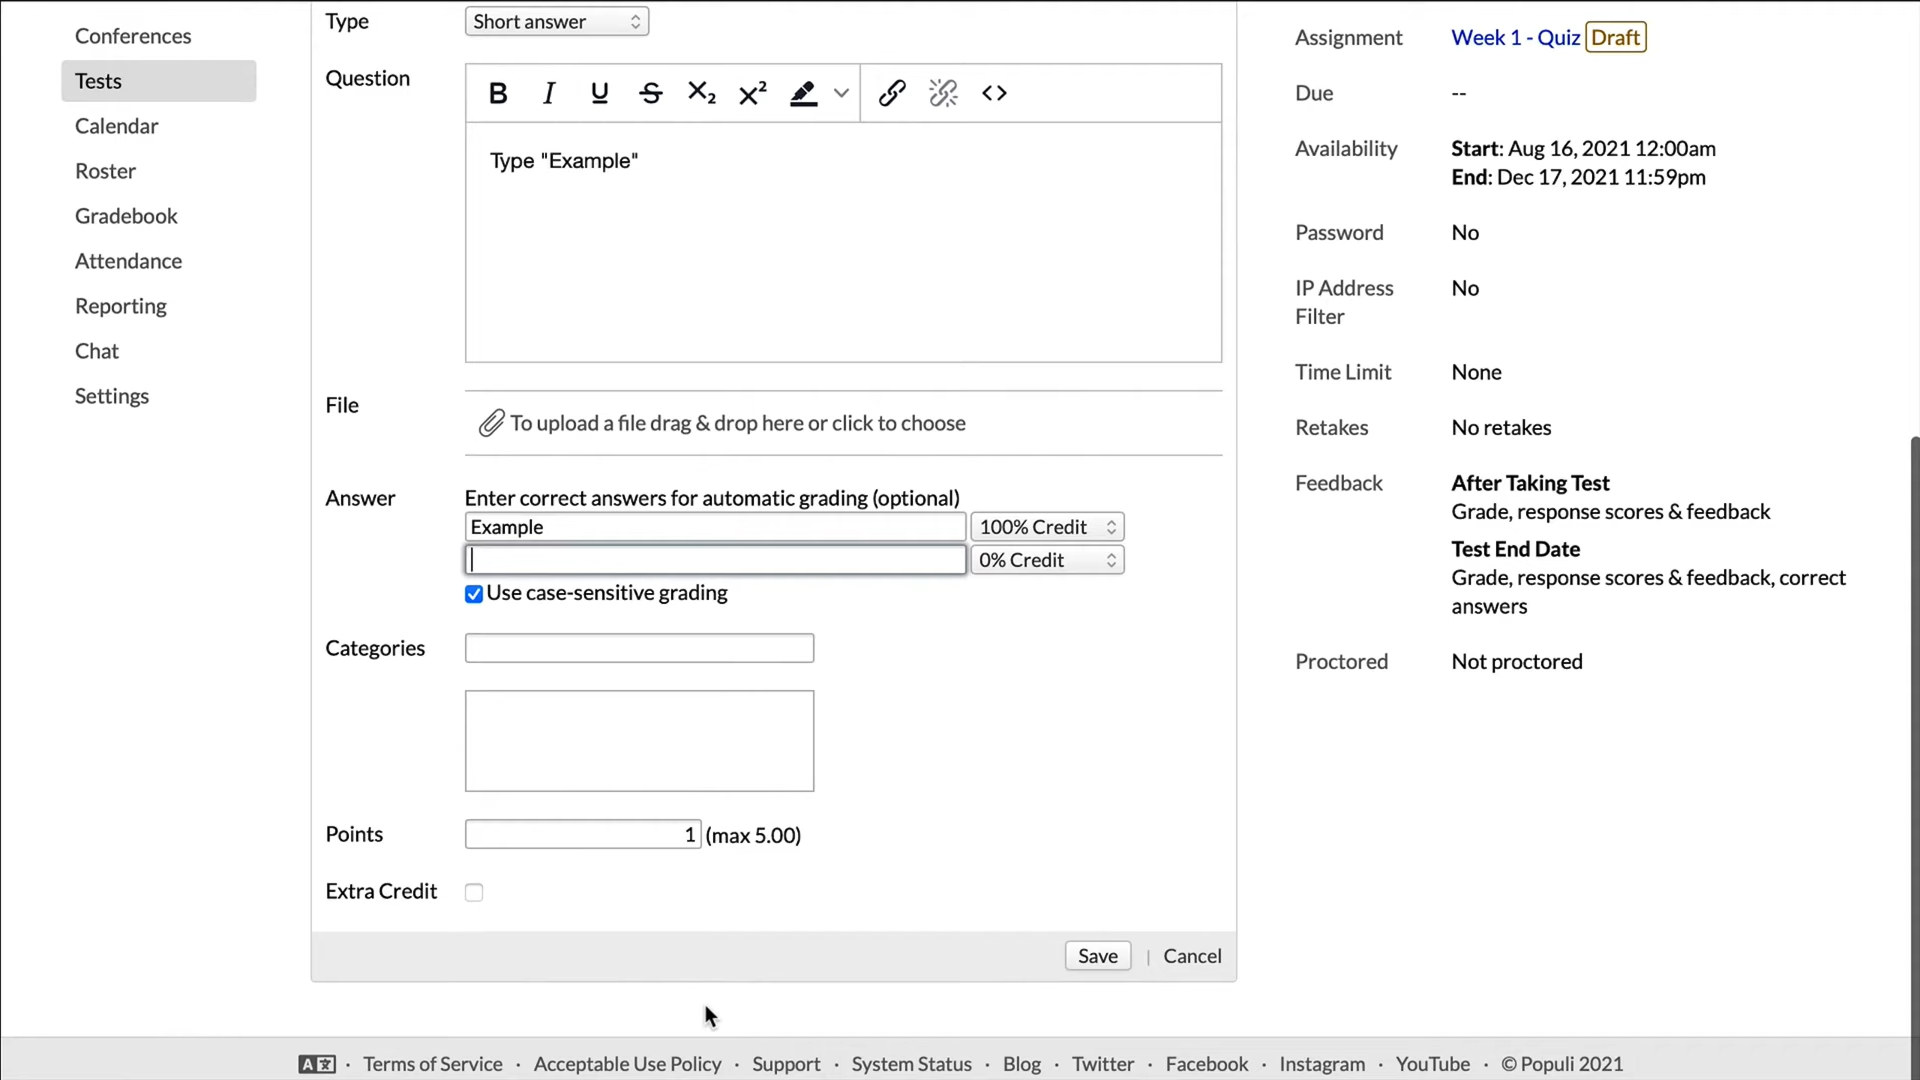 Conferences
Tests
Calendar
Roster
Gradebook
Attendance
Reporting
Chat
Settings
Type Short answer
Question
B I U S X₂ X²
Type "Example"
File To upload a file drag & drop here or click to choose
Answer Enter correct answers for automatic grading (optional)
Example 100% Credit
0% Credit
Use case-sensitive grading
Categories
Points 1 (max 5.00)
Extra Credit
Save | Cancel
Assignment Week 1 - Quiz Draft
Due --
Availability Start: Aug 16, 2021 12:00am
End: Dec 17, 2021 11:59pm
Password No
IP Address No
Filter
Time Limit None
Retakes No retakes
Feedback After Taking Test
Grade, response scores & feedback
Test End Date
Grade, response scores & feedback, correct
answers
Proctored Not proctored
A · Terms of Service · Acceptable Use Policy · Support · System Status · Blog · Twitter · Facebook · Instagram · YouTube · © Populi 2021